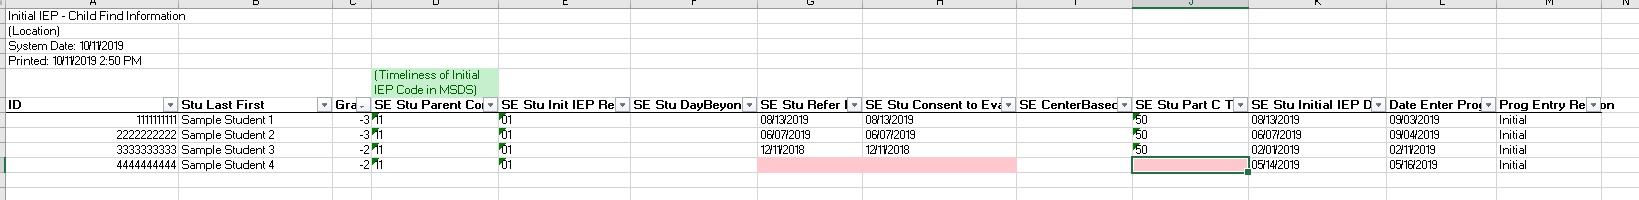 A B C D E F G H I J K L M N
Initial IEP - Child Find Information
(Location)
System Date: 10/11/2019
Printed: 10/11/2019 2:50 PM
(Timeliness of Initial
IEP Code in MSDS)
ID Stu Last First Gra SE Stu Parent Co SE Stu Init IEP Re SE Stu DayBeyon SE Stu Refer SE Stu Consent to Eva SE CenterBased SE Stu Part C T SE Stu Initial IEP D Date Enter Prog Prog Entry Re on
1111111111 Sample Student 1 -3 11 01 08/13/2019 08/13/2019 50 08/13/2019 09/03/2019 Initial
2222222222 Sample Student 2 -3 11 01 06/07/2019 06/07/2019 50 06/07/2019 09/04/2019 Initial
3333333333 Sample Student 3 -2 11 01 12/11/2018 12/11/2018 50 02/01/2019 02/11/2019 Initial
4444444444 Sample Student 4 -2 11 01 05/14/2019 05/16/2019 Initial